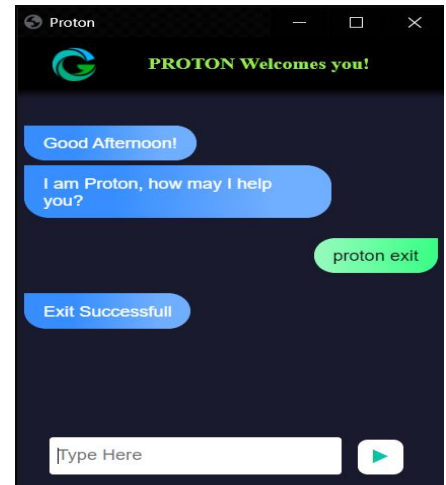 Proton
PROTON Welcomes you!
Good Afternoon!
I am Proton, how may I help
you?
proton exit
Exit Successfull
Type Here